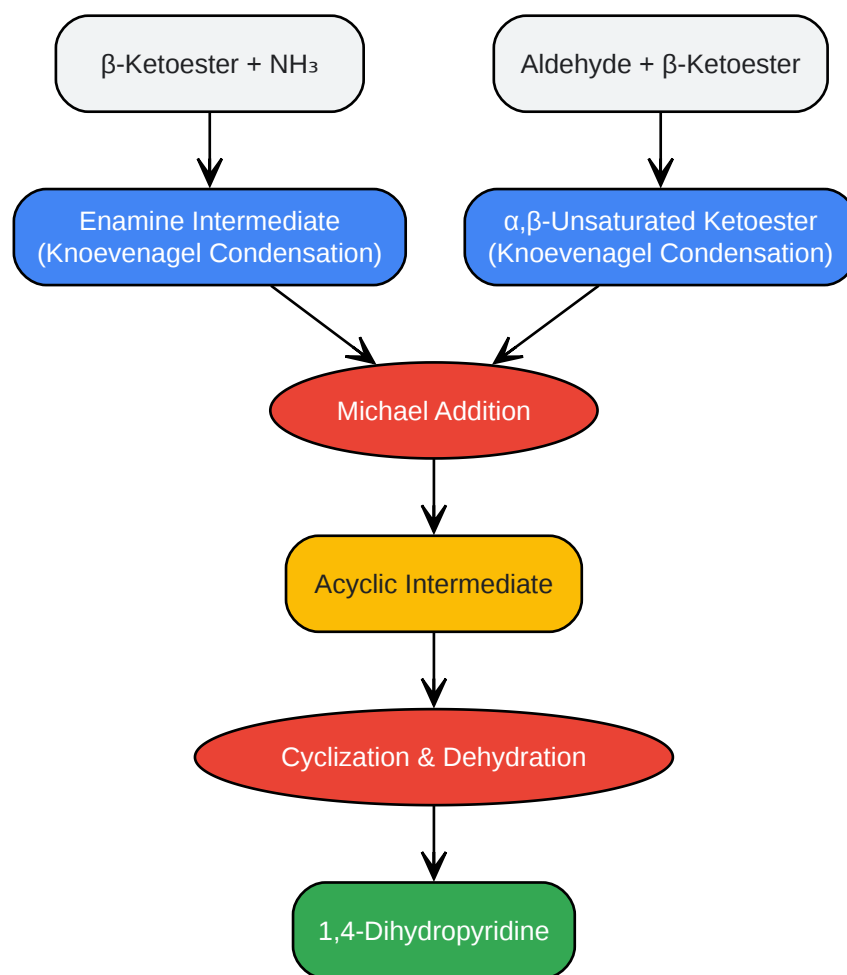 β-Ketoester + NH₃
Aldehyde + β-Ketoester
Enamine Intermediate
(Knoevenagel Condensation)
α,β-Unsaturated Ketoester
(Knoevenagel Condensation)
Michael Addition
Acyclic Intermediate
Cyclization & Dehydration
1,4-Dihydropyridine